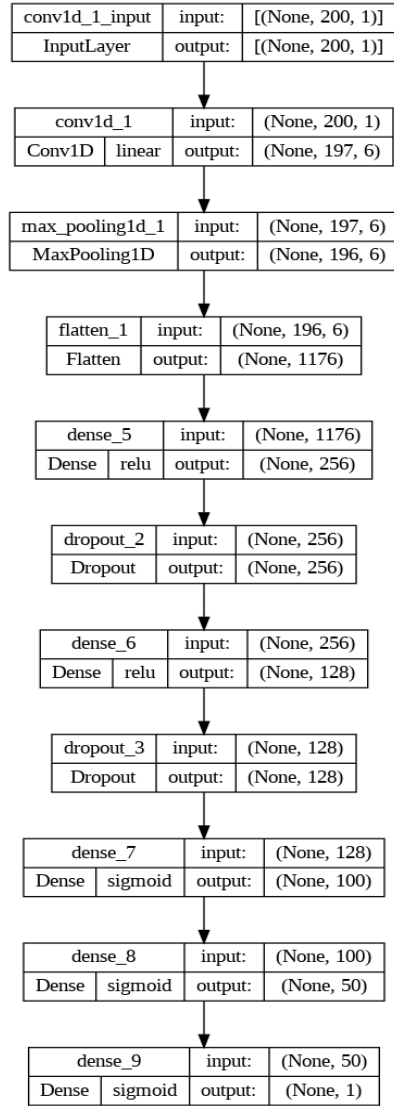 conv1d_1_input input: [(None, 200, 1)]
InputLayer output: [(None, 200, 1)]
conv1d_1 input: (None, 200, 1)
Conv1D linear output: (None, 197, 6)
max_pooling1d_1 input: (None, 197, 6)
MaxPooling1D output: (None, 196, 6)
flatten_1 input: (None, 196, 6)
Flatten output: (None, 1176)
dense_5 input: (None, 1176)
Dense relu output: (None, 256)
dropout_2 input: (None, 256)
Dropout output: (None, 256)
dense_6 input: (None, 256)
Dense relu output: (None, 128)
dropout_3 input: (None, 128)
Dropout output: (None, 128)
dense_7 input: (None, 128)
Dense sigmoid output: (None, 100)
dense_8 input: (None, 100)
Dense sigmoid output: (None, 50)
dense_9 input: (None, 50)
Dense sigmoid output: (None, 1)